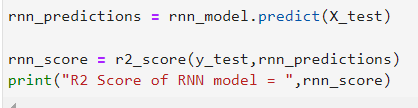 rnn_predictions = rnn_model.predict(X_test)
rnn_score = r2_score(y_test,rnn_predictions)
print("R2 Score of RNN model = ",rnn_score)